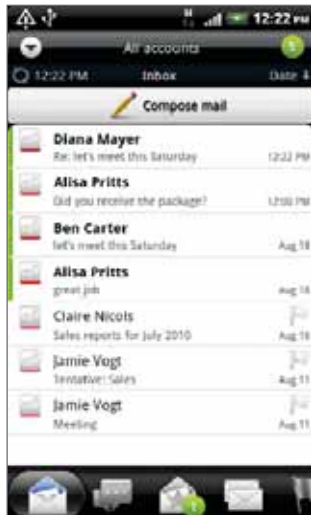 H
12:22 PM
All accounts
12:22 PM Inbox Date
Compose mail
Diana Mayer
Re: let's meet this Saturday 12:22 PM
Alisa Pritts
Did you receive the package? 12:00 PM
Ben Carter
let's meet this Saturday Aug 18
Alisa Pritts
great job Aug 18
Claire Nicols
Sales reports for July 2010 Aug 18
Jamie Vogt
Tentative: Sales Aug 11
Jamie Vogt
Meeting Aug 11